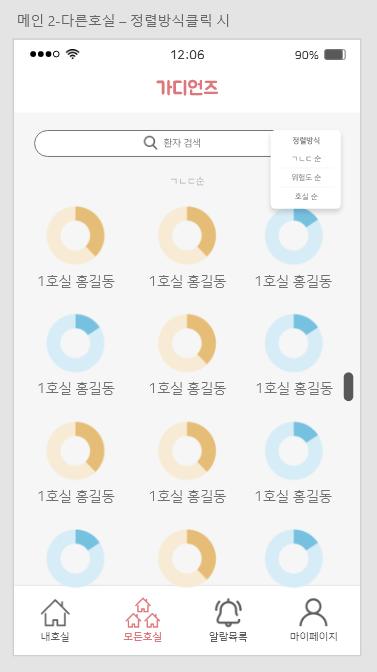 메인 2-다른호실 – 정렬방식클릭 시
12:06
90%
가디언즈
환자 검색
정렬방식
ㄱㄴㄷ 순
위험도 순
호실 순
ㄱㄴㄷ순
1호실 홍길동
1호실 홍길동
1호실 홍길동
1호실 홍길동
1호실 홍길동
1호실 홍길동
1호실 홍길동
1호실 홍길동
1호실 홍길동
내호실
모든호실
알람목록
마이페이지